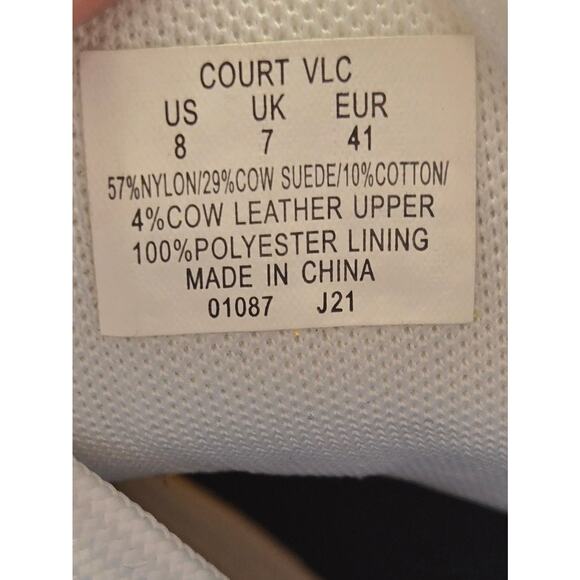 COURT VLC
US UK EUR
8 7 41
57%NYLON/29%COW SUEDE/10%COTTON/
4%COW LEATHER UPPER
100%POLYESTER LINING
MADE IN CHINA
01087 J21